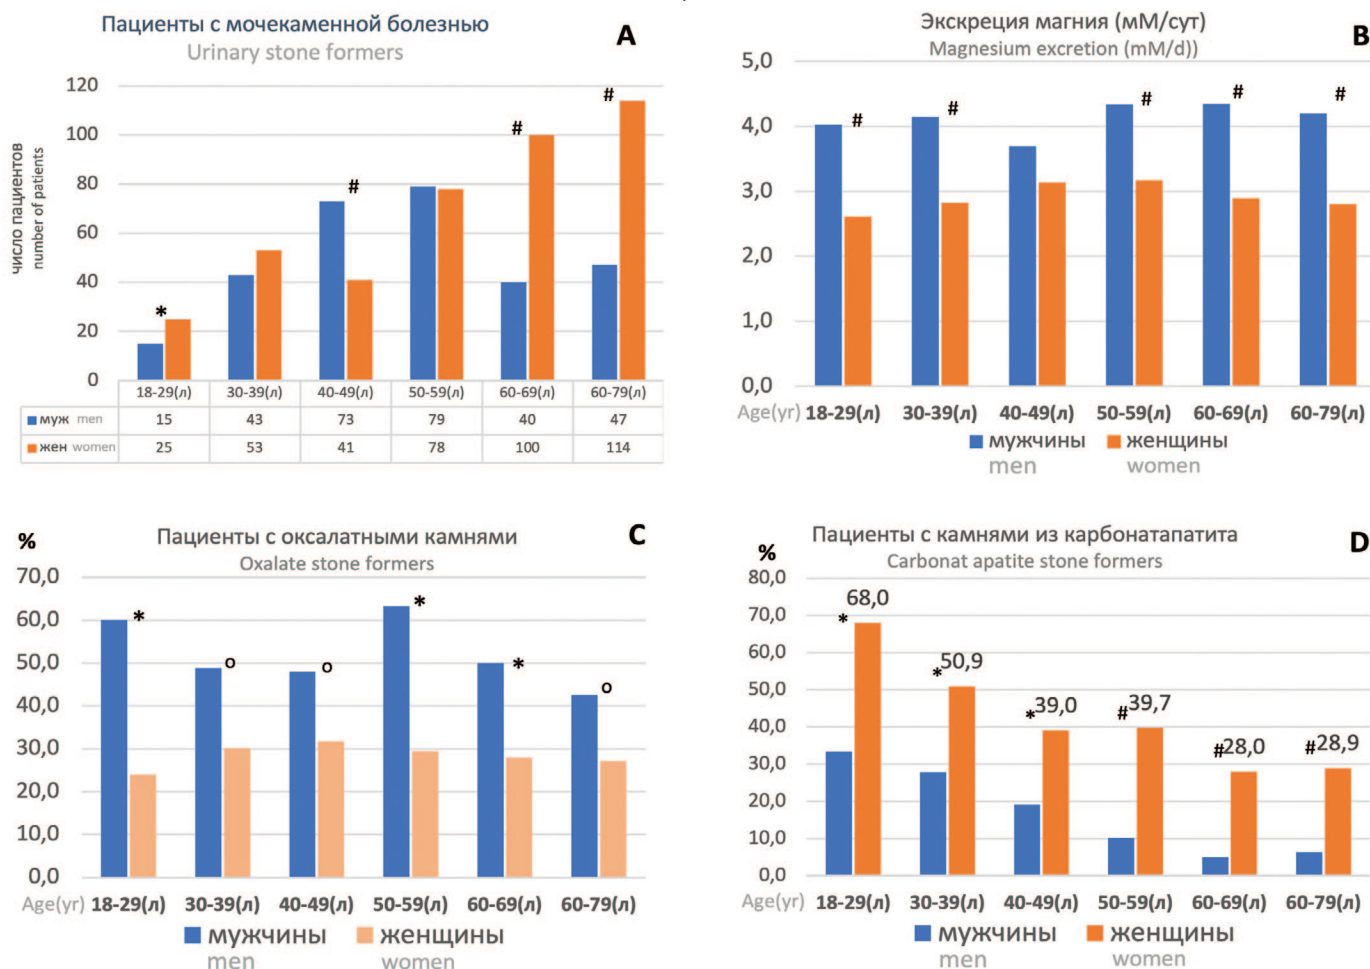 Пациенты с мочекаменной болезнью
Urinary stone formers
A
число пациентов
number of patients
120
100
80
60
40
20
0
*
#
#
#
18-29(л) 30-39(л) 40-49(л) 50-59(л) 60-69(л) 60-79(л)
муж men 15 43 73 79 40 47
жен women 25 53 41 78 100 114
Экскреция магния (мМ/сут)
Magnesium excretion (mM/d))
B
5,0
4,0
3,0
2,0
1,0
0,0
# # # # #
Age(yr) 18-29(л) 30-39(л) 40-49(л) 50-59(л) 60-69(л) 60-79(л)
мужчины женщины
men women
%
Пациенты с оксалатными камнями
Oxalate stone formers
C
70,0
60,0
50,0
40,0
30,0
20,0
10,0
0,0
* o o * * o
Age(yr) 18-29(л) 30-39(л) 40-49(л) 50-59(л) 60-69(л) 60-79(л)
мужчины женщины
men women
%
Пациенты с камнями из карбонатапатита
Carbonat apatite stone formers
D
80,0
70,0
60,0
50,0
40,0
30,0
20,0
10,0
0,0
*68,0
*50,9
*39,0
#39,7
#28,0
#28,9
Age(yr) 18-29(л) 30-39(л) 40-49(л) 50-59(л) 60-69(л) 60-79(л)
мужчины женщины
men women